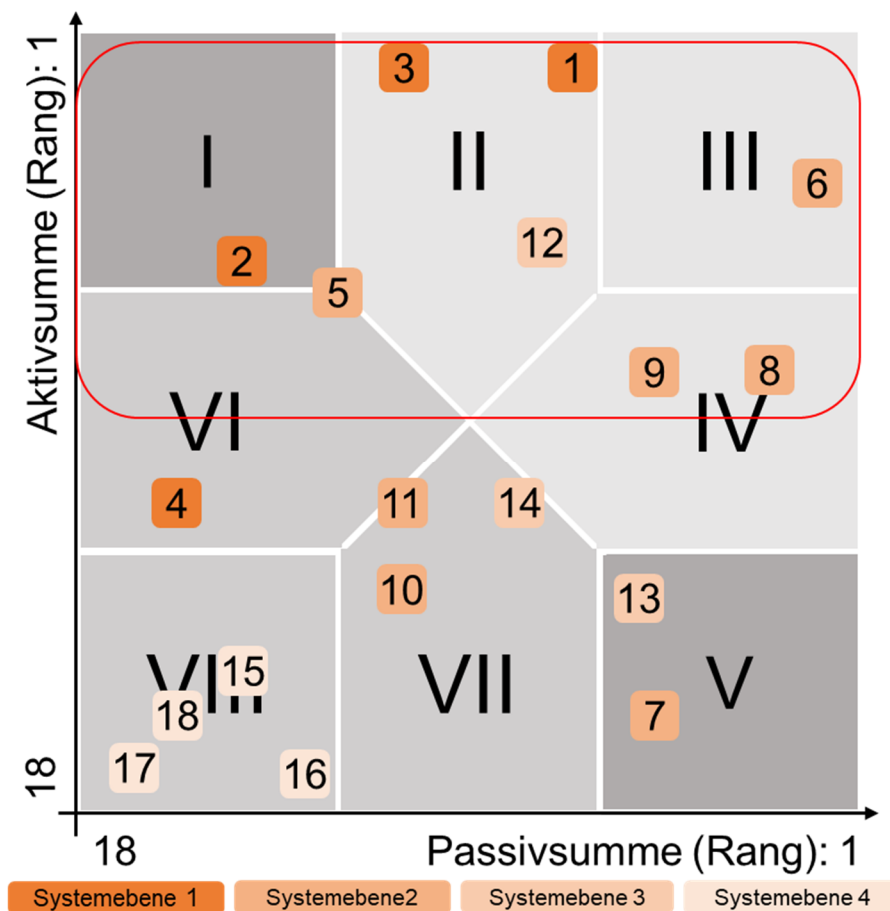 Aktivsumme (Rang): 1
18
3
1
I
II
III
6
2
12
5
9
8
VI
IV
4
11
14
10
13
15
VIII
VII
V
18
7
17
16
18
Passivsumme (Rang): 1
Systemebene 1
Systemebene2
Systemebene 3
Systemebene 4